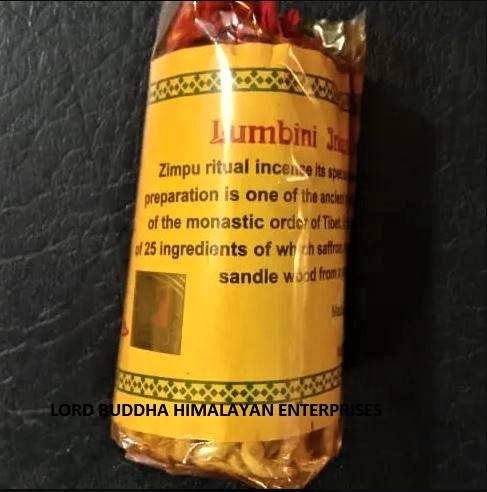 Lumbini
Zimpu ritual incense its
preparation is one of the ancient
of the monastic order of Tibet.
of 25 ingredients of which saffron,
sandle wood from
LORD BUDDHA HIMALAYAN ENTERPRISES